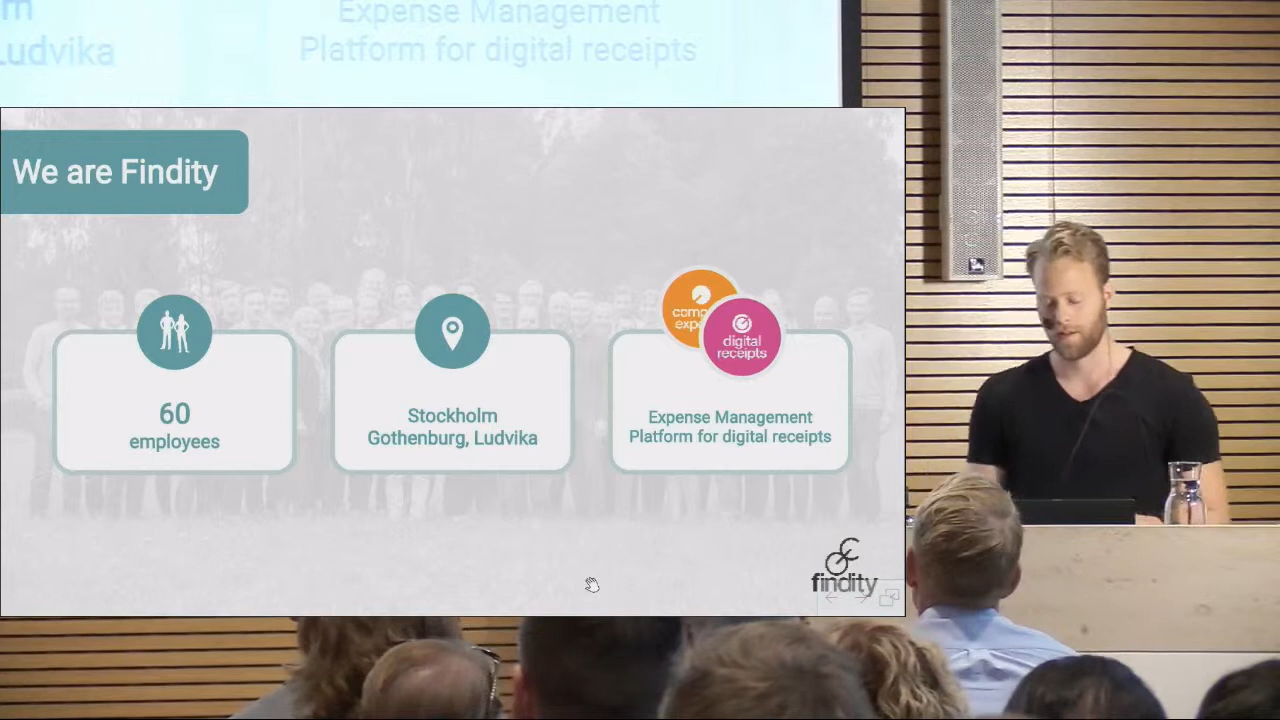 Expense Management
Ludvika
Platform for digital receipts
We are Findity
60
employees
Stockholm
Gothenburg, Ludvika
digital
receipts
Expense Management
Platform for digital receipts
findity